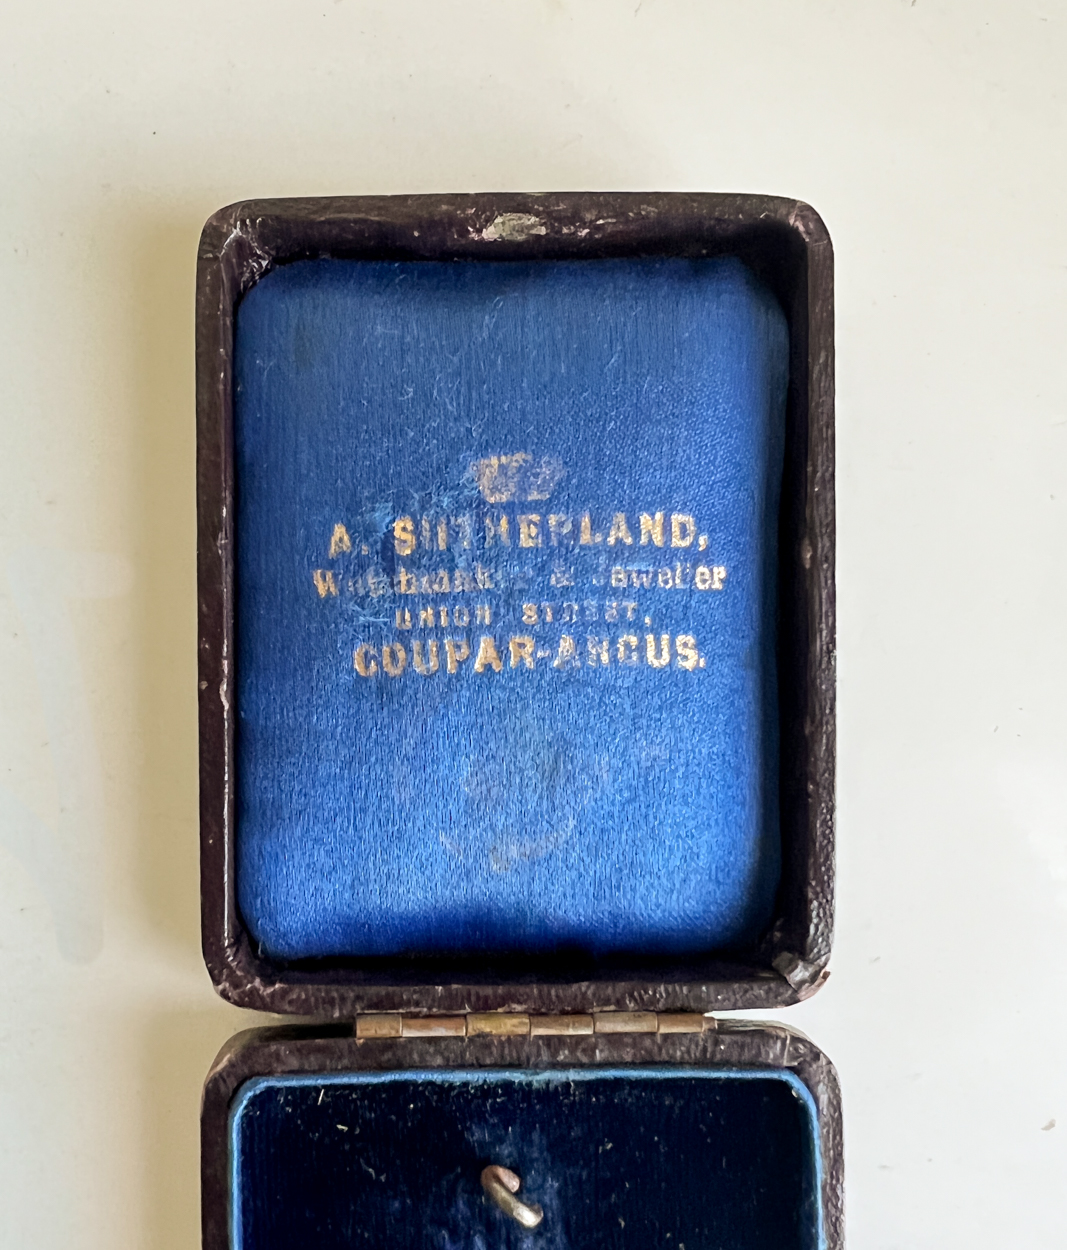 A. SUTHERLAND,
Watchmaker & Jeweller
UNION STREET,
COUPAR-ANGUS.